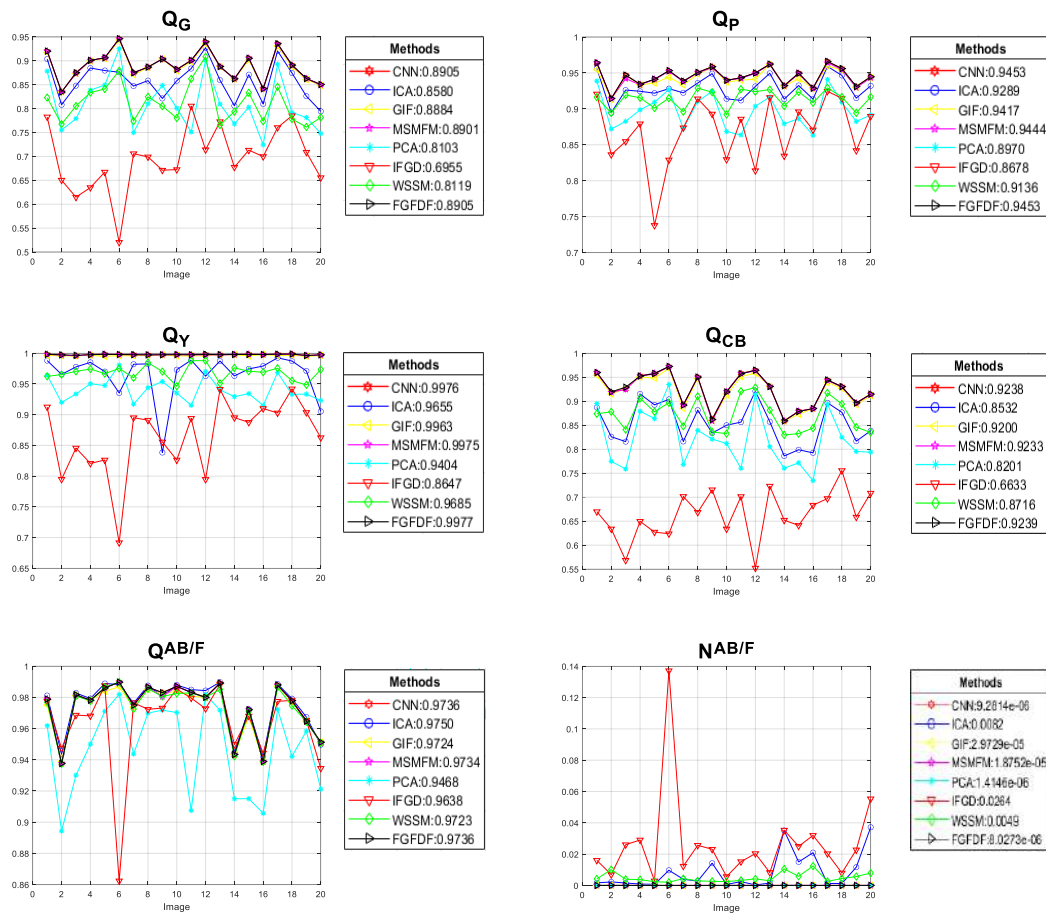 Q_G
0.95
0.9
0.85
0.8
0.75
0.7
0.65
0.6
0.55
0.5
0 2 4 6 8 10 12 14 16 18 20
Image
Methods
CNN:0.8905
ICA:0.8580
GIF:0.8884
MSMFM:0.8901
PCA:0.8103
IFGD:0.6955
WSSM:0.8119
FGFDF:0.8905
Q_P
1
0.95
0.9
0.85
0.8
0.75
0.7
0 2 4 6 8 10 12 14 16 18 20
Image
Methods
CNN:0.9453
ICA:0.9289
GIF:0.9417
MSMFM:0.9444
PCA:0.8970
IFGD:0.8678
WSSM:0.9136
FGFDF:0.9453
Q_Y
1
0.95
0.9
0.85
0.8
0.75
0.7
0.65
0 2 4 6 8 10 12 14 16 18 20
Image
Methods
CNN:0.9976
ICA:0.9655
GIF:0.9963
MSMFM:0.9975
PCA:0.9404
IFGD:0.8647
WSSM:0.9685
FGFDF:0.9977
Q_CB
1
0.95
0.9
0.85
0.8
0.75
0.7
0.65
0.6
0.55
0 2 4 6 8 10 12 14 16 18 20
Image
Methods
CNN:0.9238
ICA:0.8532
GIF:0.9200
MSMFM:0.9233
PCA:0.8201
IFGD:0.6633
WSSM:0.8716
FGFDF:0.9239
Q^AB/F
1
0.98
0.96
0.94
0.92
0.9
0.88
0.86
0 2 4 6 8 10 12 14 16 18 20
Image
Methods
CNN:0.9736
ICA:0.9750
GIF:0.9724
MSMFM:0.9734
PCA:0.9468
IFGD:0.9638
WSSM:0.9723
FGFDF:0.9736
N^AB/F
0.14
0.12
0.1
0.08
0.06
0.04
0.02
0
0 2 4 6 8 10 12 14 16 18 20
Image
Methods
CNN:9.2614e-06
ICA:0.0082
GIF:2.9729e-05
MSMFM:1.8752e-05
PCA:1.4146e-06
IFGD:0.0264
WSSM:0.0049
FGFDF:8.0273e-06